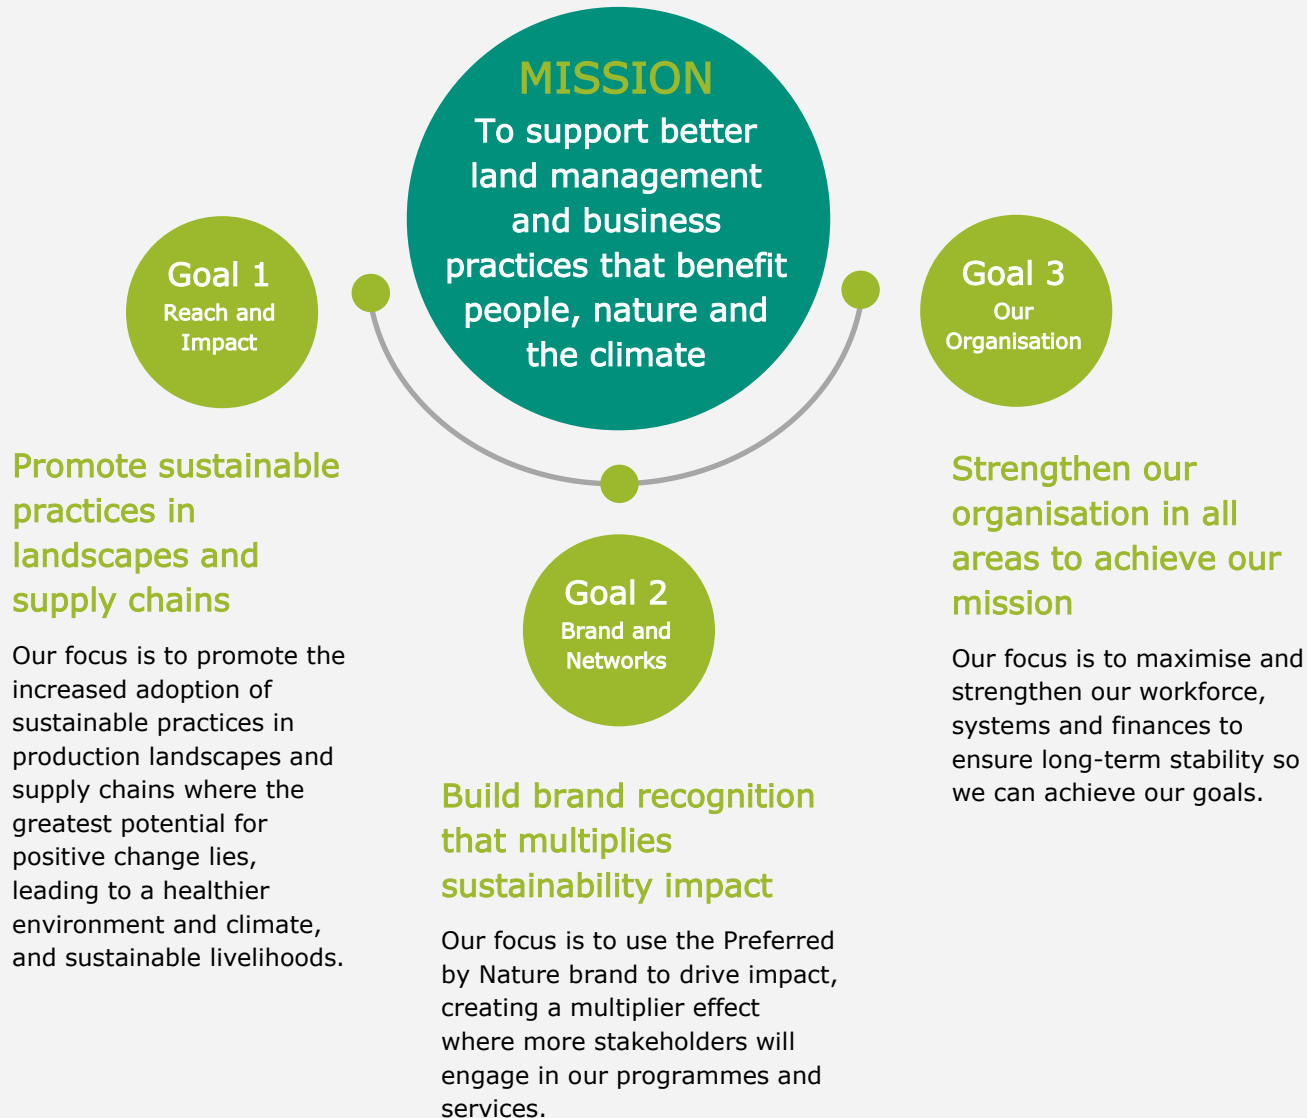 MISSION
To support better
land management
and business
practices that benefit
people, nature and
the climate
Goal 1
Reach and
Impact
Promote sustainable
practices in
landscapes and
supply chains
Our focus is to promote the
increased adoption of
sustainable practices in
production landscapes and
supply chains where the
greatest potential for
positive change lies,
leading to a healthier
environment and climate,
and sustainable livelihoods.
Goal 2
Brand and
Networks
Build brand recognition
that multiplies
sustainability impact
Our focus is to use the Preferred
by Nature brand to drive impact,
creating a multiplier effect
where more stakeholders will
engage in our programmes and
services.
Goal 3
Our
Organisation
Strengthen our
organisation in all
areas to achieve our
mission
Our focus is to maximise and
strengthen our workforce,
systems and finances to
ensure long-term stability so
we can achieve our goals.